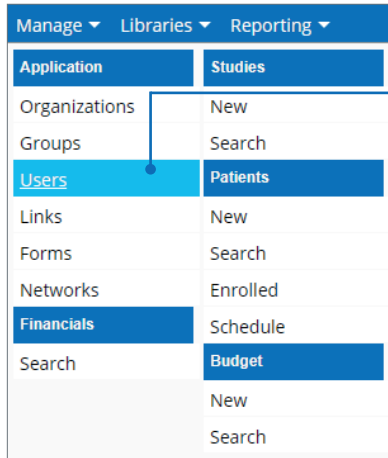 Manage ▼ Libraries ▼ Reporting ▼
Application
Organizations
Groups
Users
Links
Forms
Networks
Financials
Search
Studies
New
Search
Patients
New
Search
Enrolled
Schedule
Budget
New
Search